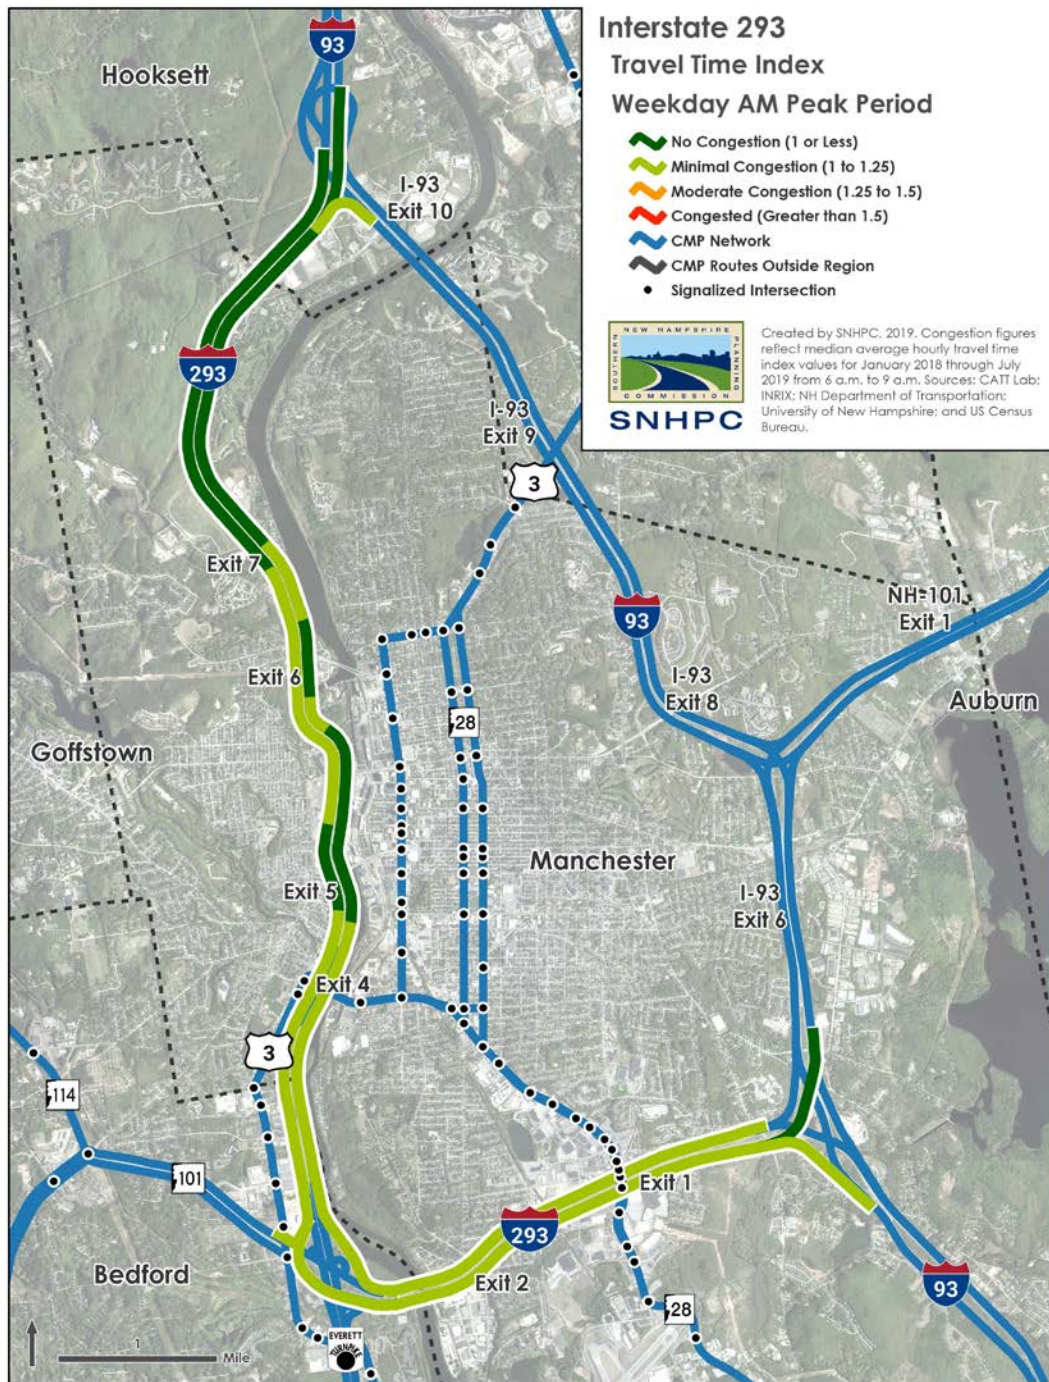 Interstate 293
Travel Time Index
Weekday AM Peak Period
No Congestion (1 or Less)
Minimal Congestion (1 to 1.25)
Moderate Congestion (1.25 to 1.5)
Congested (Greater than 1.5)
CMP Network
CMP Routes Outside Region
Signalized Intersection
SOUTHERN NEW HAMPSHIRE PLANNING COMMISSION
SNHPC
Created by SNHPC, 2019. Congestion figures
reflect median average hourly travel time
index values for January 2018 through July
2019 from 6 a.m. to 9 a.m. Sources: CATT Lab;
INRIX; NH Department of Transportation;
University of New Hampshire; and US Census
Bureau.
93
Hooksett
I-93
Exit 10
293
I-93
Exit 9
3
Exit 7
93
NH-101
Exit 1
Exit 6
I-93
Exit 8
Auburn
28
Goffstown
Manchester
Exit 5
I-93
Exit 6
Exit 4
3
114
101
Exit 1
293
Bedford
Exit 2
93
28
EVERETT
TURNPIKE
1
Mile